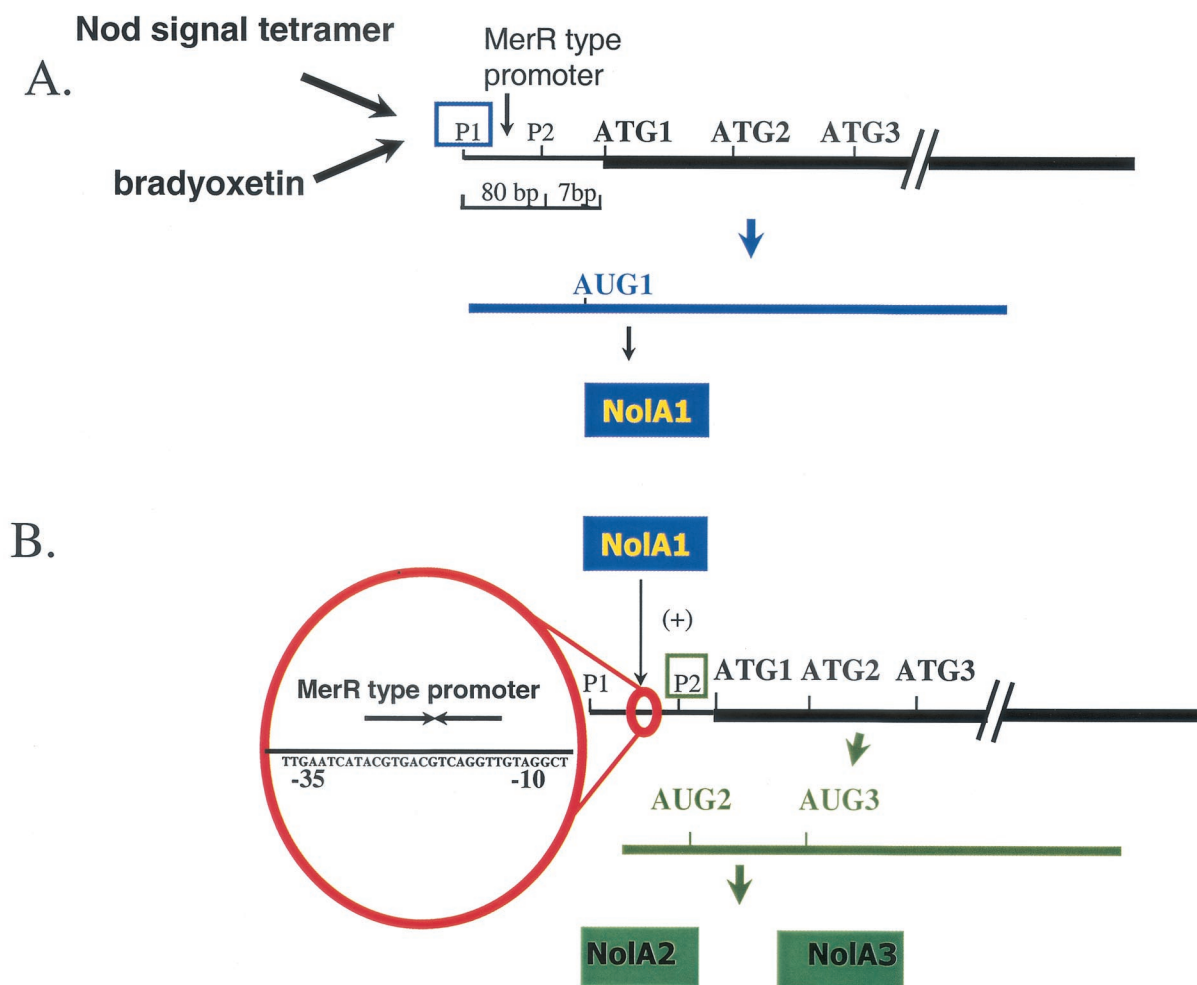 Nod signal tetramer
A.
MerR type
promoter
P1
P2
ATG1
ATG2
ATG3
bradyoxetin
80 bp
7bp
AUG1
NolA1
B.
NolA1
(+)
MerR type promoter
P1
P2
ATG1
ATG2
ATG3
TTGAATCATACGTGACGTCAGGTTGTAGGCT
-35
-10
AUG2
AUG3
NolA2
NolA3